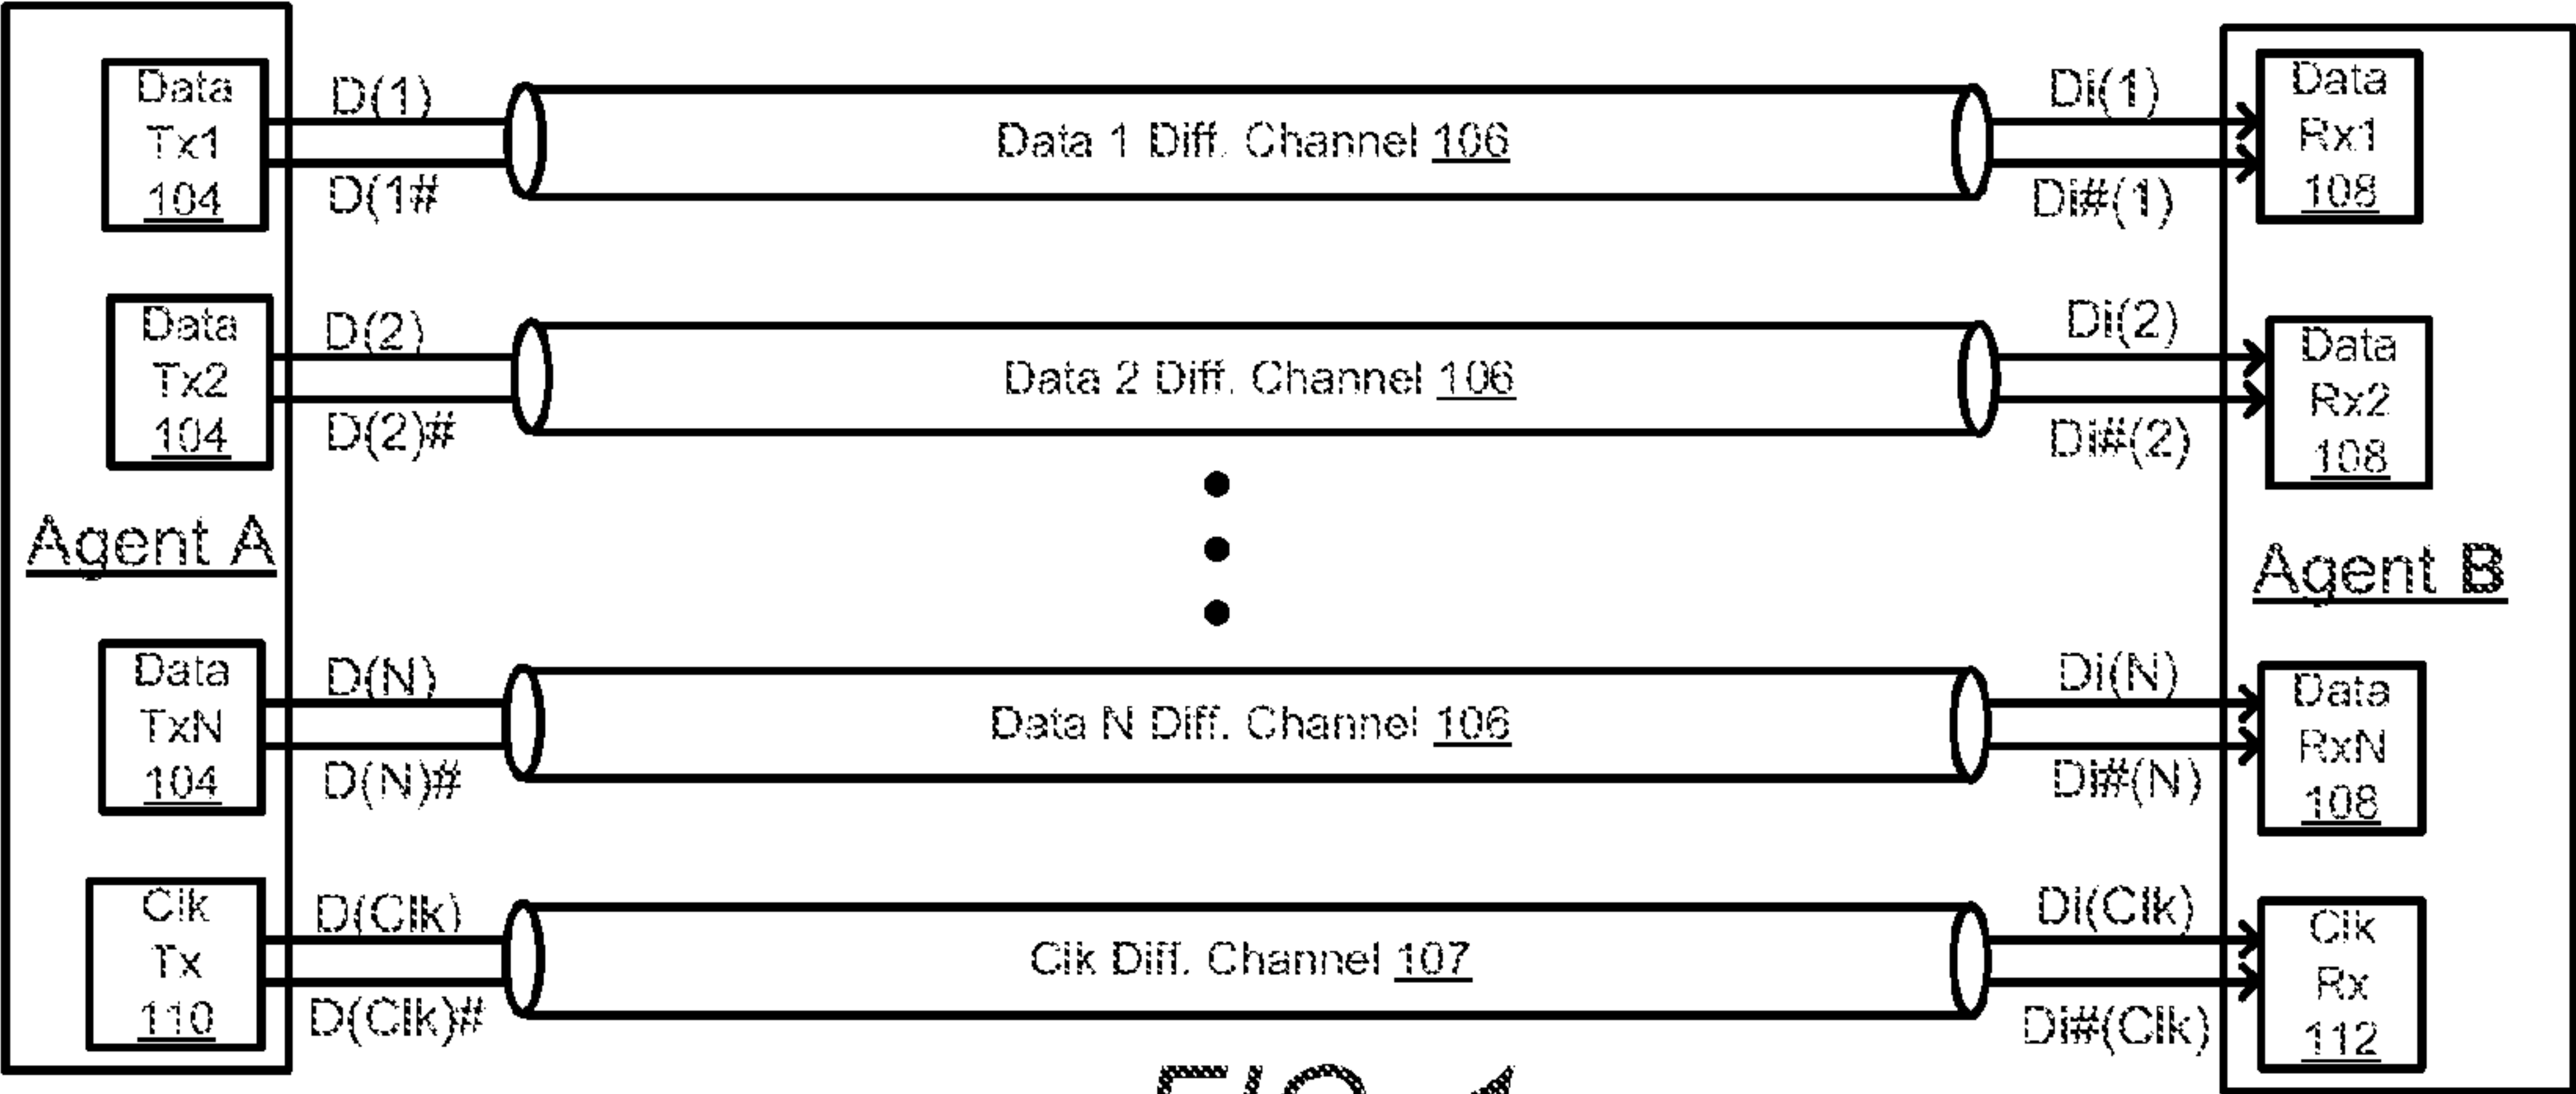 Data
Tx1
104
D(1)
D(1#
Data 1 Diff. Channel 106
Di(1)
Di#(1)
Data
Rx1
108
Data
Tx2
104
D(2)
D(2)#
Data 2 Diff. Channel 106
Di(2)
Di#(2)
Data
Rx2
108
Agent A
Agent B
Data
TxN
104
D(N)
D(N)#
Data N Diff. Channel 106
Di(N)
Di#(N)
Data
RxN
108
Clk
Tx
110
D(Clk)
D(Clk)#
Clk Diff. Channel 107
Di(Clk)
Di#(Clk)
Clk
Rx
112